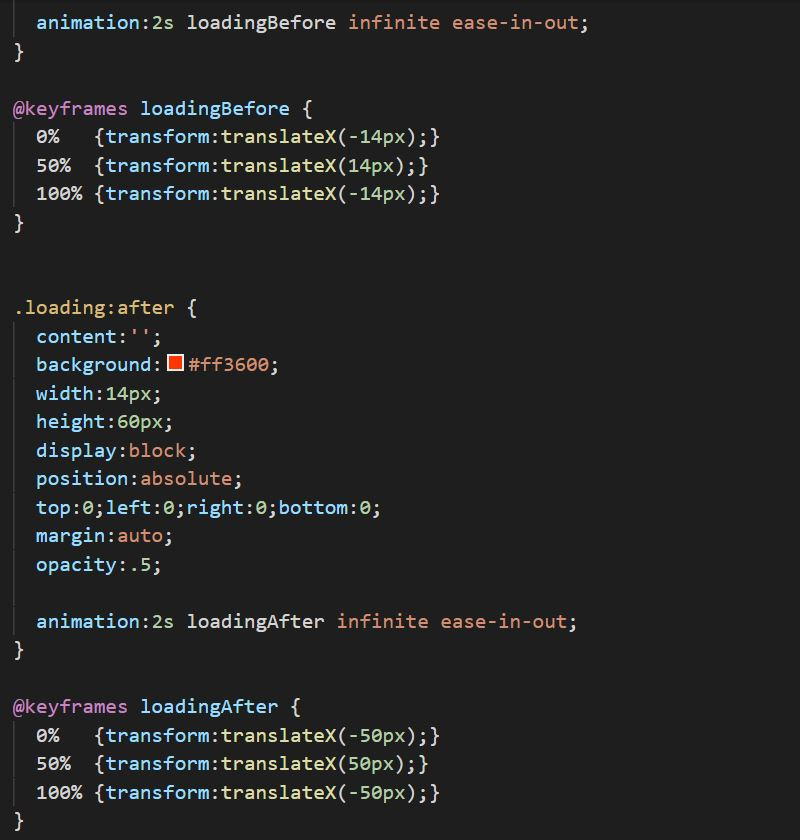 animation:2s loadingBefore infinite ease-in-out;
}
@keyframes loadingBefore {
0% {transform:translateX(-14px);}
50% {transform:translateX(14px);}
100% {transform:translateX(-14px);}
}
.loading:after {
content:'';
background:#ff3600;
width:14px;
height:60px;
display:block;
position:absolute;
top:0;left:0;right:0;bottom:0;
margin:auto;
opacity:.5;
animation:2s loadingAfter infinite ease-in-out;
}
@keyframes loadingAfter {
0% {transform:translateX(-50px);}
50% {transform:translateX(50px);}
100% {transform:translateX(-50px);}
}